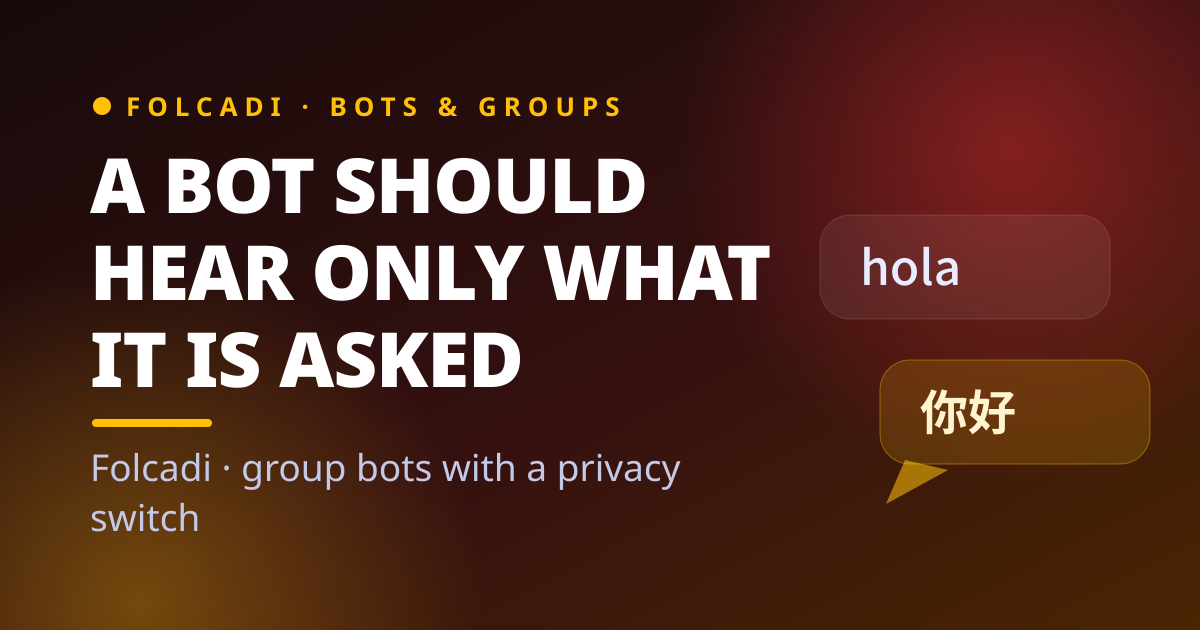 FOLCADI · BOTS & GROUPS
A BOT SHOULD
HEAR ONLY WHAT
IT IS ASKED
Folcadi · group bots with a privacy
switch
hola
你好